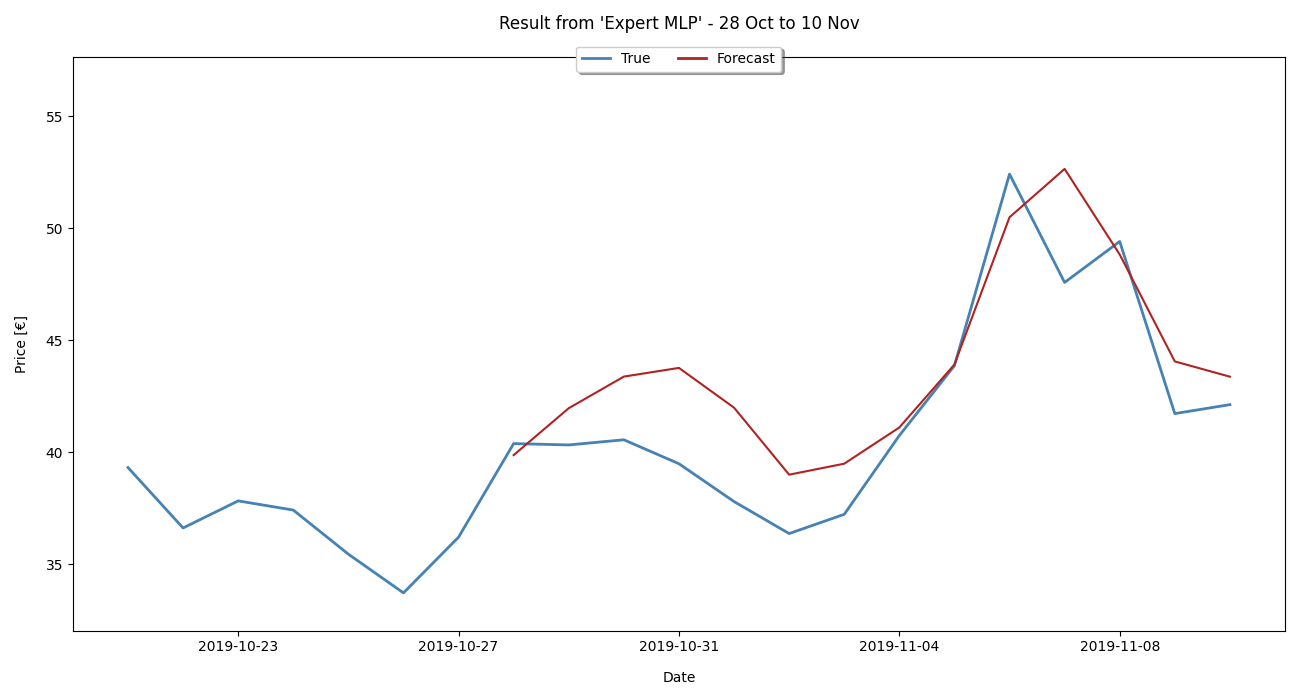 Result from 'Expert MLP' - 28 Oct to 10 Nov
True Forecast
55
50
45
40
35
Price [€]
2019-10-23 2019-10-27 2019-10-31 2019-11-04 2019-11-08
Date